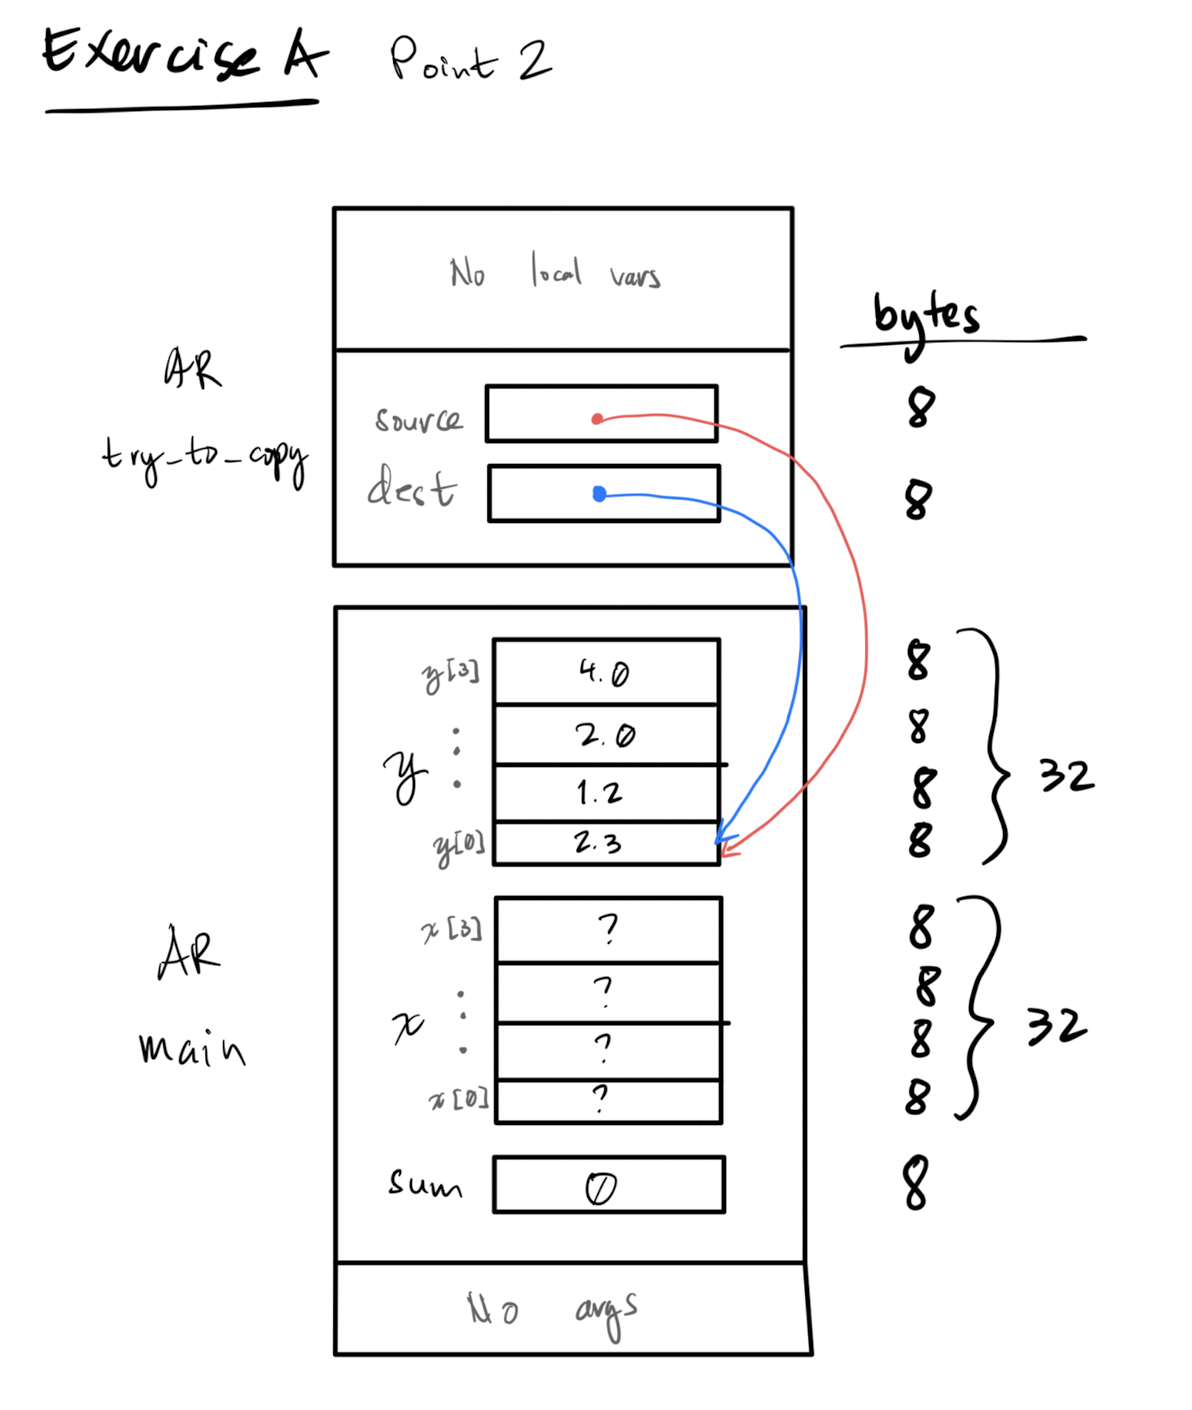 Exercise A Point 2
No local vars
bytes
AR
try_to_copy
source 8
dest 8
y[3] 4.0 8
2.0 8
y
1.2 8
32
y[0] 2.3 8
x[3] ? 8
? 8
x
? 8
32
x[0] ? 8
AR
main
sum 0 8
No args